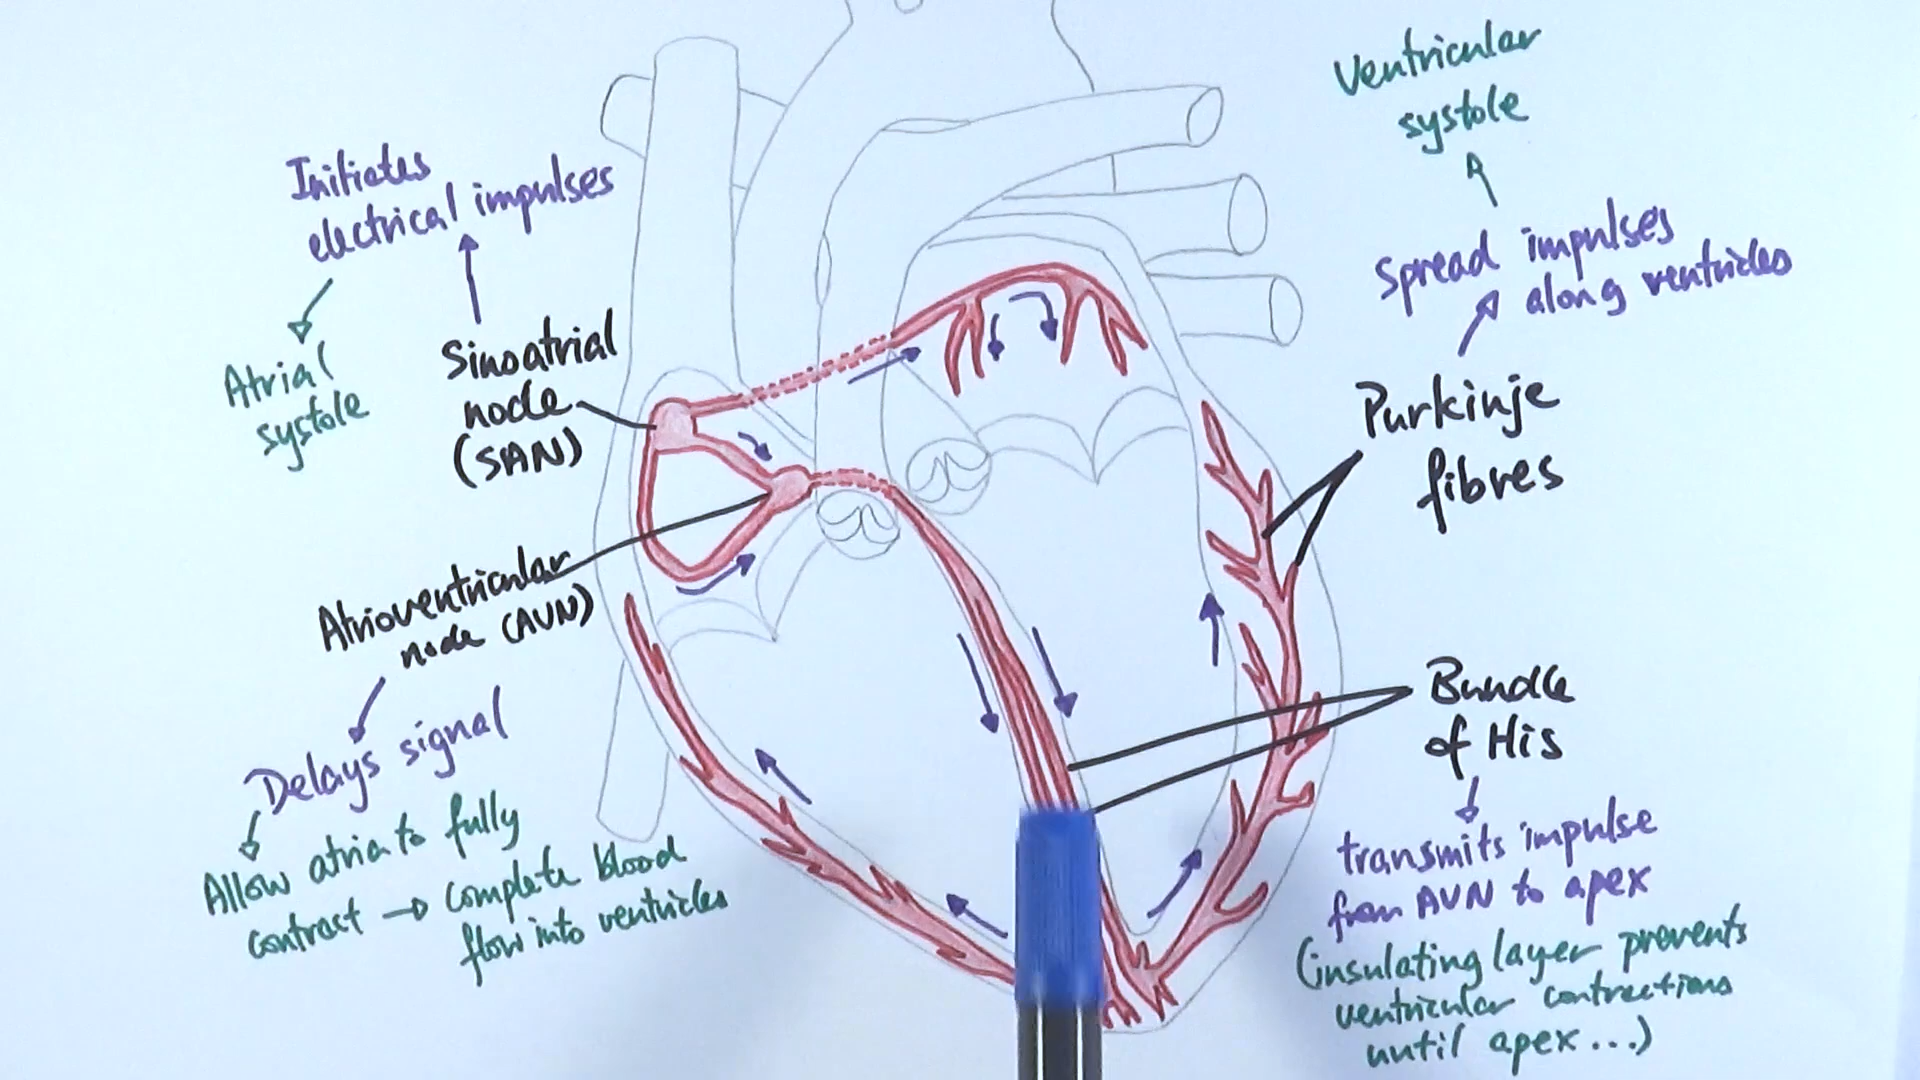 Initiates
electrical impulses
Atrial
systole
Sinoatrial
node
(SAN)
Atrioventricular
node (AVN)
Delays signal
Allow atria to fully
contract → complete blood
flow into ventricles
Ventricular
systole
Spread impulses
along ventricles
Purkinje
fibres
Bundle
of His
transmits impulse
from AVN to apex
(insulating layer prevents
ventricular contractions
until apex...)